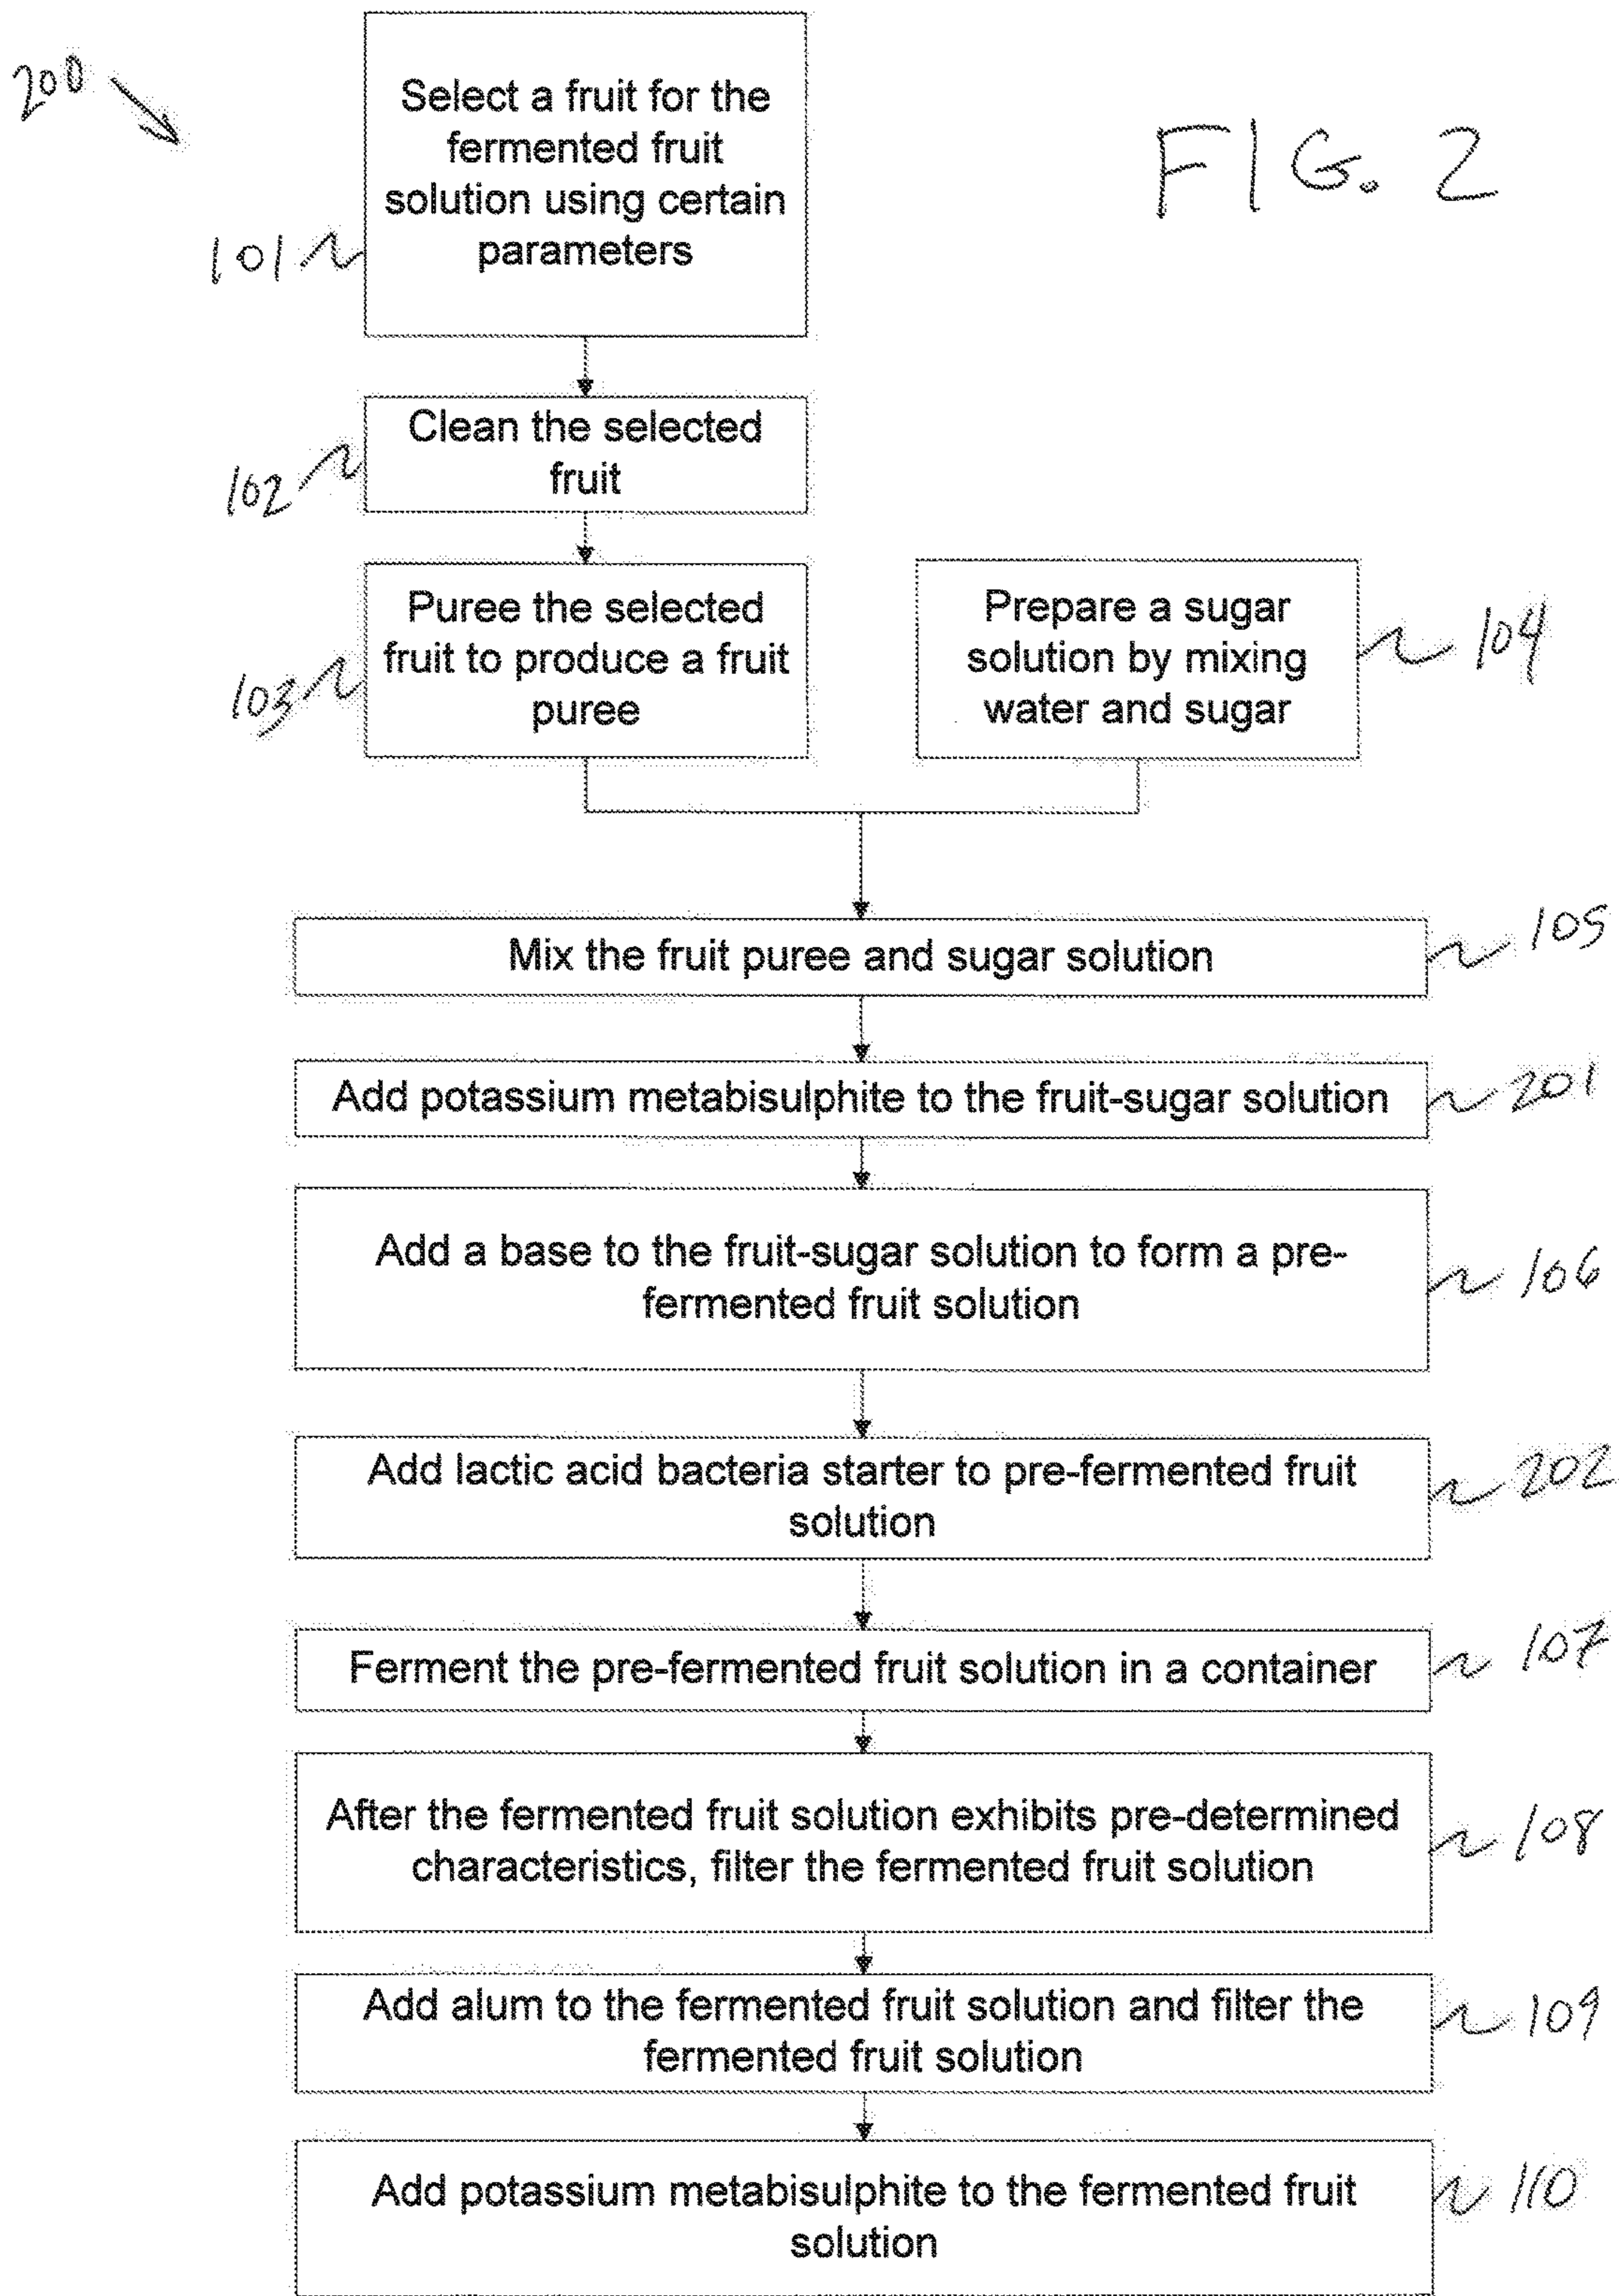 200
FIG. 2
Select a fruit for the
fermented fruit
solution using certain
parameters
101
Clean the selected
fruit
102
Puree the selected
fruit to produce a fruit
puree
103
Prepare a sugar
solution by mixing
water and sugar
104
Mix the fruit puree and sugar solution
105
Add potassium metabisulphite to the fruit-sugar solution
201
Add a base to the fruit-sugar solution to form a pre-
fermented fruit solution
106
Add lactic acid bacteria starter to pre-fermented fruit
solution
202
Ferment the pre-fermented fruit solution in a container
107
After the fermented fruit solution exhibits pre-determined
characteristics, filter the fermented fruit solution
108
Add alum to the fermented fruit solution and filter the
fermented fruit solution
109
Add potassium metabisulphite to the fermented fruit
solution
110